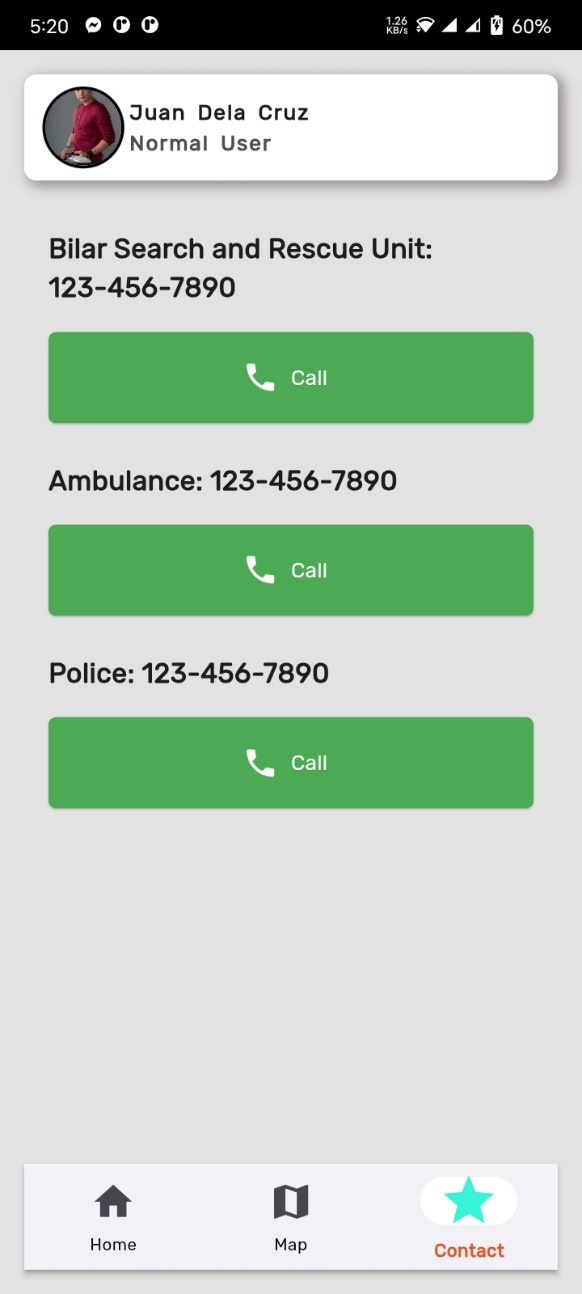 5:20 1.26 KB/s 60%
Juan Dela Cruz
Normal User
Bilar Search and Rescue Unit:
123-456-7890
Call
Ambulance: 123-456-7890
Call
Police: 123-456-7890
Call
Home Map Contact